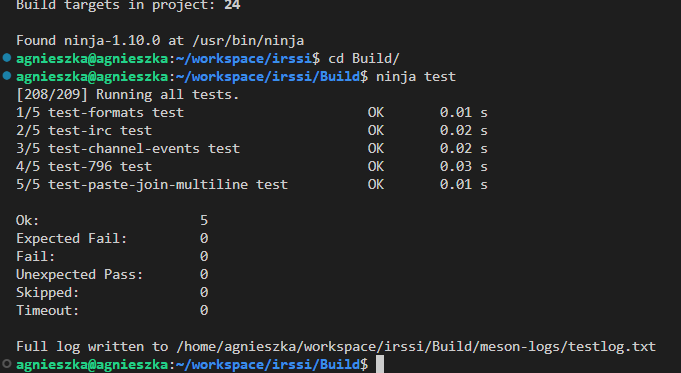 Build targets in project: 24
Found ninja-1.10.0 at /usr/bin/ninja
agnieszka@agnieszka:~/workspace/irssi$ cd Build/
agnieszka@agnieszka:~/workspace/irssi/Build$ ninja test
[208/209] Running all tests.
1/5 test-formats test                       OK       0.01 s
2/5 test-irc test                           OK       0.02 s
3/5 test-channel-events test                OK       0.02 s
4/5 test-796 test                           OK       0.03 s
5/5 test-paste-join-multiline test          OK       0.01 s
Ok:                    5
Expected Fail:         0
Fail:                  0
Unexpected Pass:       0
Skipped:               0
Timeout:               0
Full log written to /home/agnieszka/workspace/irssi/Build/meson-logs/testlog.txt
agnieszka@agnieszka:~/workspace/irssi/Build$